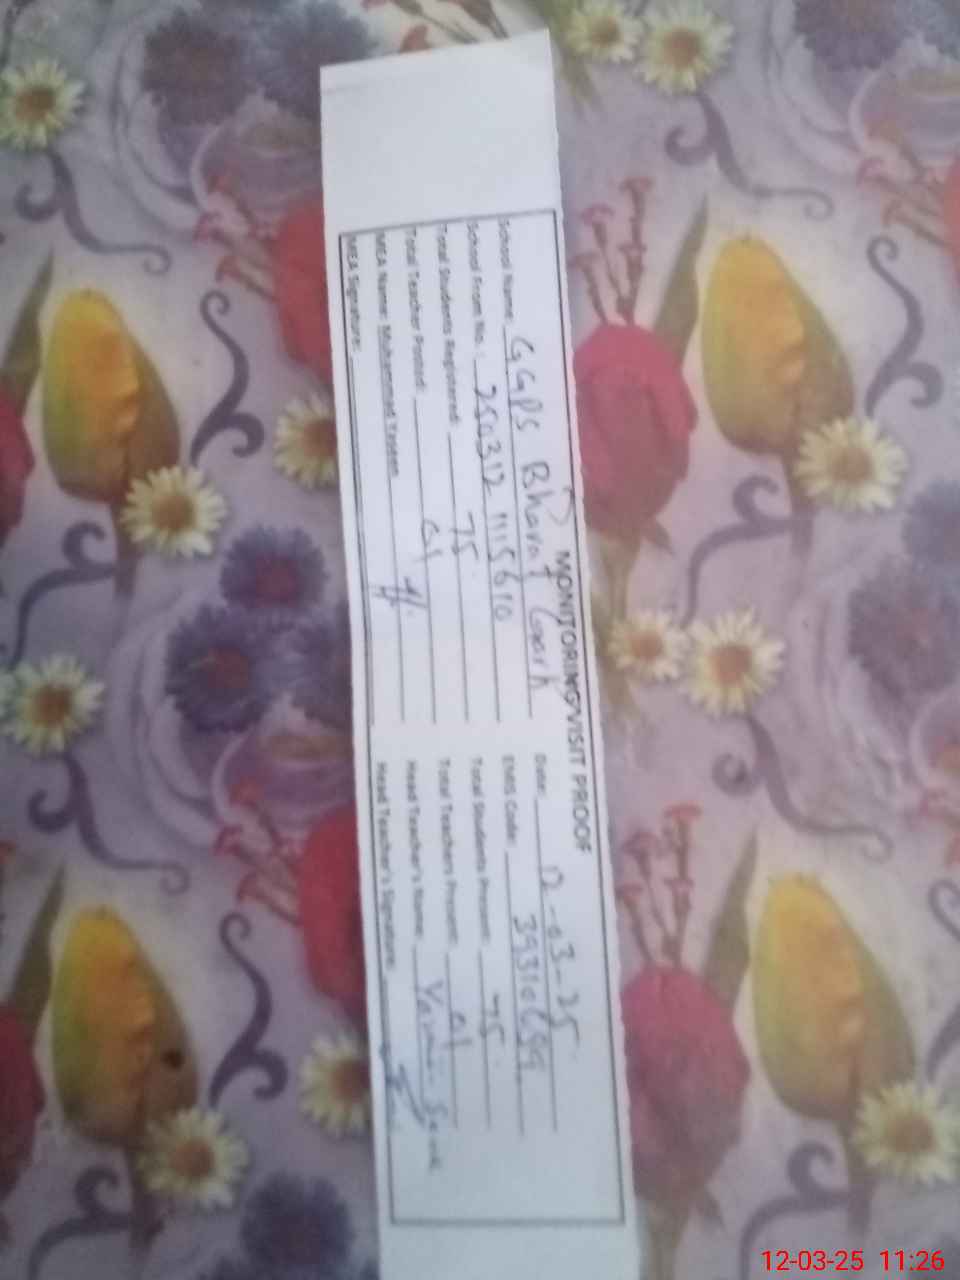 MONITORING/VISIT PROOF
School Name: GGPS Bharat Gaarh Date: 12-03-25
School From No.: 250312 1115610 EMIS Code: 39310659
Total Students Registered: 75 Total Students Present: 75
Total Teacher Posted: 01 Total Teachers Present: 01
MEA Name: Muhammad Yaseen Head Teacher's Name:
MEA Signature: Head Teacher's Signature:
12-03-25 11:26